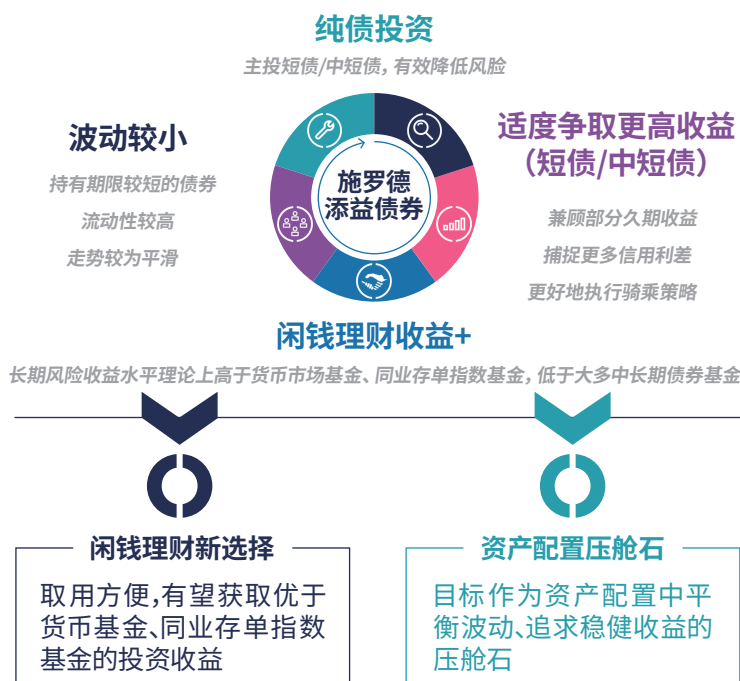 纯债投资
主投短债/中短债，有效降低风险
波动较小
持有期限较短的债券
流动性较高
走势较为平滑
施罗德
添益债券
适度争取更高收益
（短债/中短债）
兼顾部分久期收益
捕捉更多信用利差
更好地执行骑乘策略
闲钱理财收益+
长期风险收益水平理论上高于货币市场基金、同业存单指数基金，低于大多中长期债券基金
闲钱理财新选择
取用方便，有望获取优于
货币基金、同业存单指数
基金的投资收益
资产配置压舱石
目标作为资产配置中平
衡波动、追求稳健收益的
压舱石